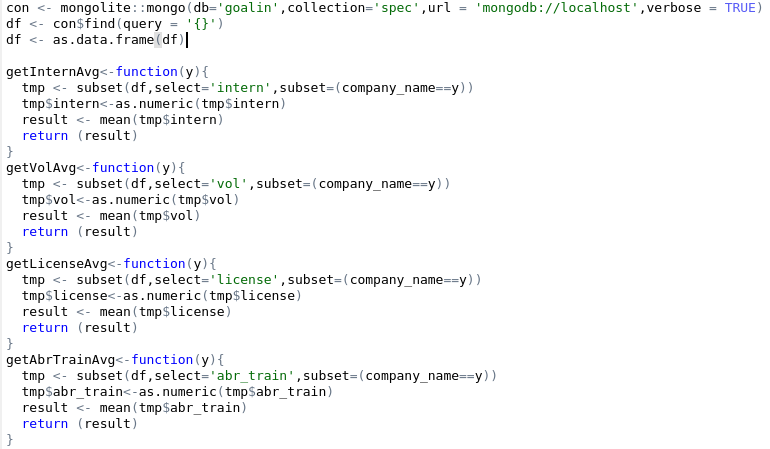 con <- mongolite::mongo(db='goalin',collection='spec',url = 'mongodb://localhost',verbose = TRUE)
df <- con$find(query = '{}')
df <- as.data.frame(df)
getInternAvg<-function(y){
  tmp <- subset(df,select='intern',subset=(company_name==y))
  tmp$intern<-as.numeric(tmp$intern)
  result <- mean(tmp$intern)
  return (result)
}
getVolAvg<-function(y){
  tmp <- subset(df,select='vol',subset=(company_name==y))
  tmp$vol<-as.numeric(tmp$vol)
  result <- mean(tmp$vol)
  return (result)
}
getLicenseAvg<-function(y){
  tmp <- subset(df,select='license',subset=(company_name==y))
  tmp$license<-as.numeric(tmp$license)
  result <- mean(tmp$license)
  return (result)
}
getAbrTrainAvg<-function(y){
  tmp <- subset(df,select='abr_train',subset=(company_name==y))
  tmp$abr_train<-as.numeric(tmp$abr_train)
  result <- mean(tmp$abr_train)
  return (result)
}